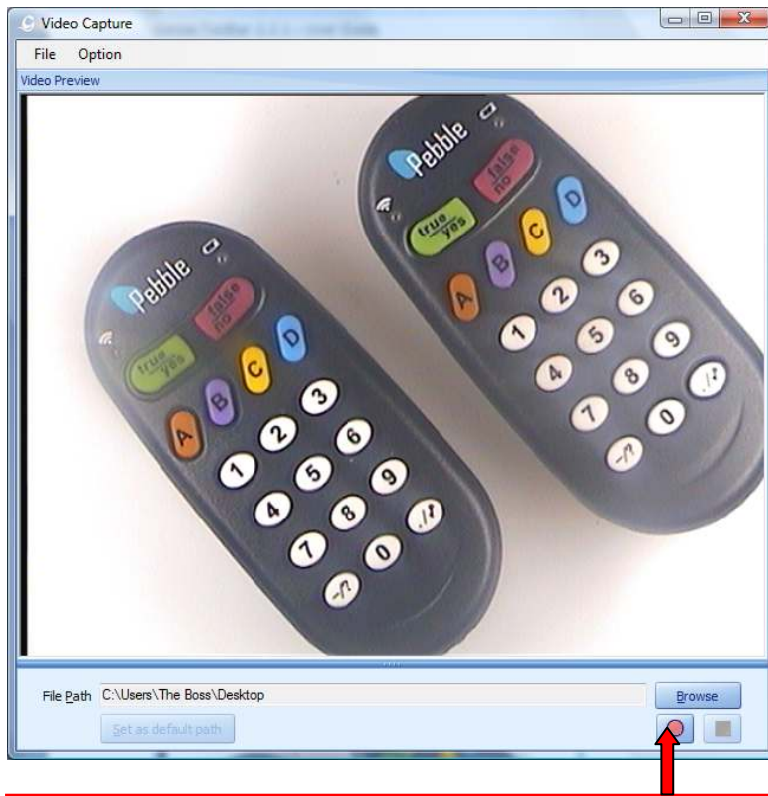 Video Capture
File Option
Video Preview
Pebble
true/yes false/no
A B C D
1 2 3
4 5 6
7 8 9
-/? 0
Pebble
true/yes false/no
A B C D
1 2 3
4 5 6
7 8 9
-/? 0
File Path C:\Users\The Boss\Desktop Browse
Set as default path